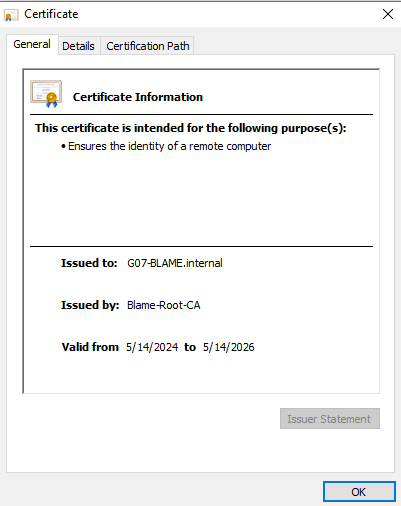 Certificate
General Details Certification Path
Certificate Information
This certificate is intended for the following purpose(s):
• Ensures the identity of a remote computer
Issued to: G07-BLAME.internal
Issued by: Blame-Root-CA
Valid from 5/14/2024 to 5/14/2026
Issuer Statement
OK